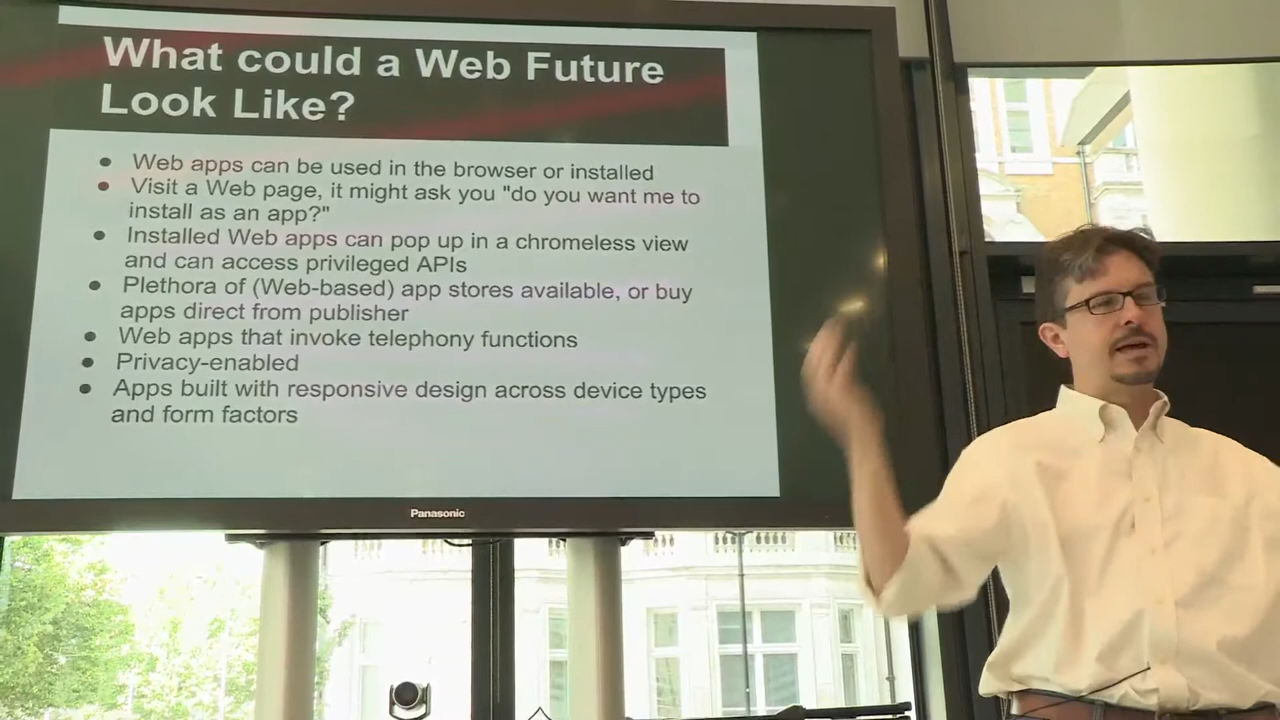 What could a Web Future
Look Like?
● Web apps can be used in the browser or installed
● Visit a Web page, it might ask you "do you want me to
install as an app?"
● Installed Web apps can pop up in a chromeless view
and can access privileged APIs
● Plethora of (Web-based) app stores available, or buy
apps direct from publisher
● Web apps that invoke telephony functions
● Privacy-enabled
● Apps built with responsive design across device types
and form factors
Panasonic